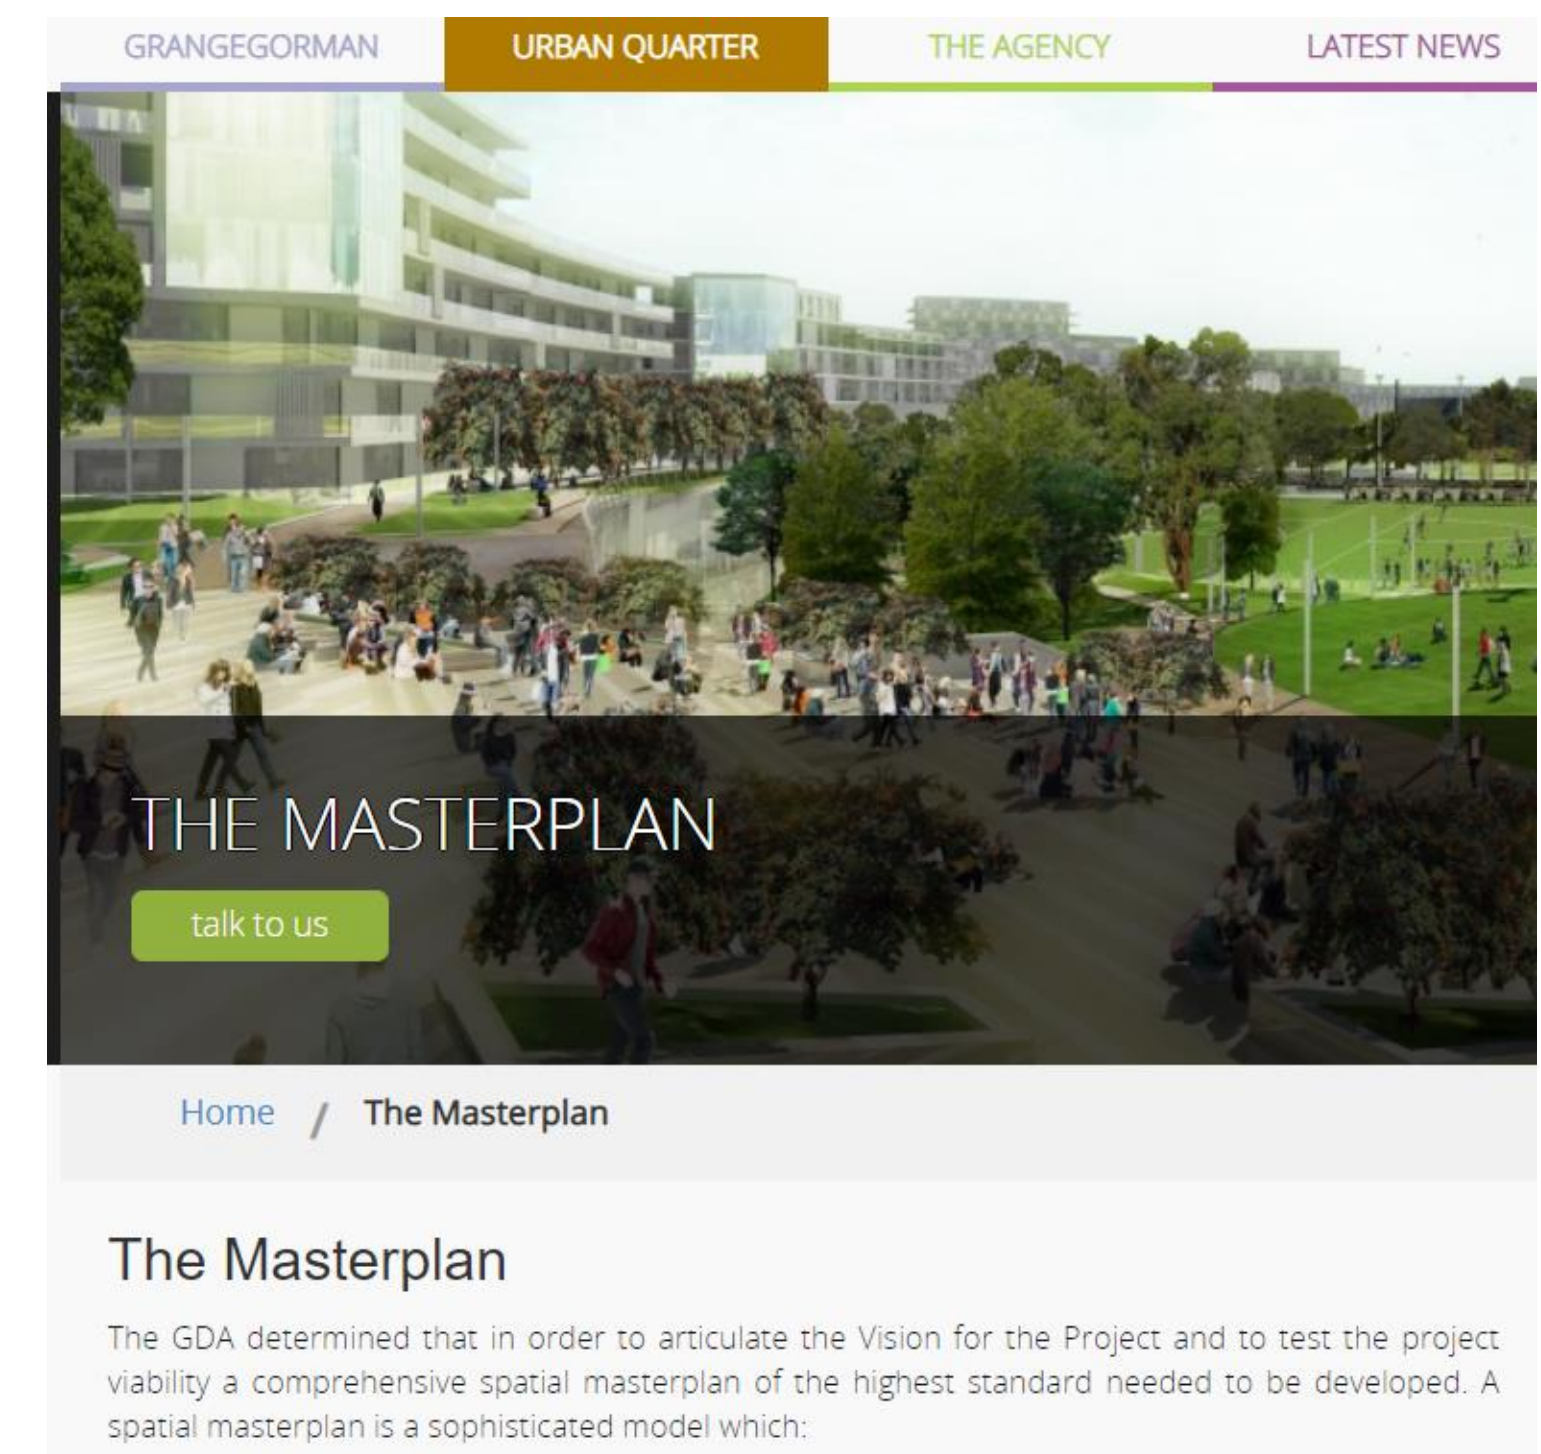 GRANGEGORMAN
URBAN QUARTER
THE AGENCY
LATEST NEWS
THE MASTERPLAN
talk to us
Home / The Masterplan
The Masterplan
The GDA determined that in order to articulate the Vision for the Project and to test the project
viability a comprehensive spatial masterplan of the highest standard needed to be developed. A
spatial masterplan is a sophisticated model which: